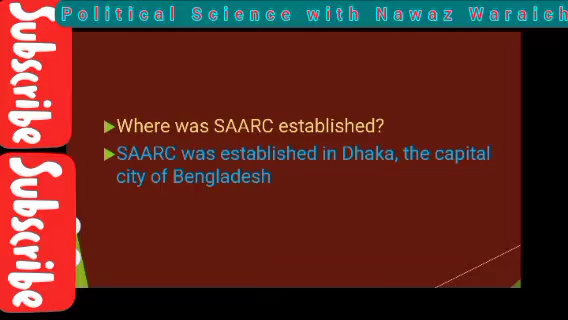 Political Science with Nawaz Waraich
Subscribe
Subscribe
Where was SAARC established?
SAARC was established in Dhaka, the capital
city of Bengladesh